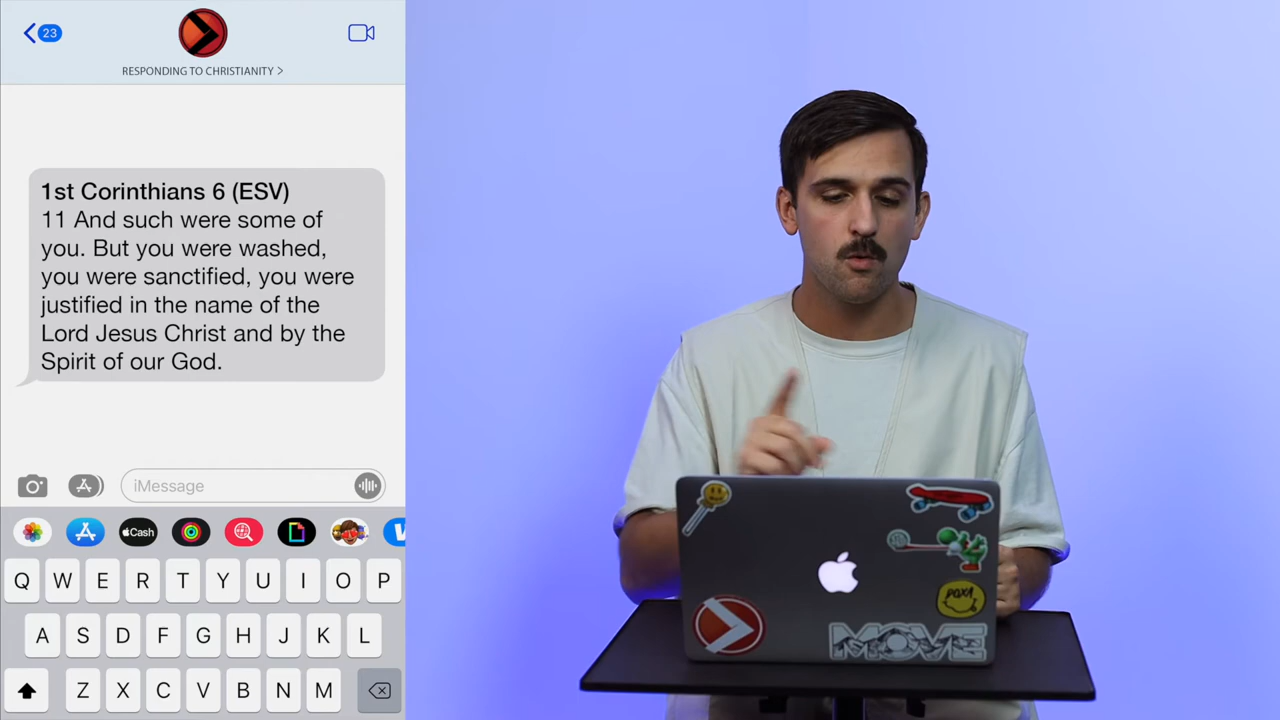 23
RESPONDING TO CHRISTIANITY >
1st Corinthians 6 (ESV)
11 And such were some of
you. But you were washed,
you were sanctified, you were
justified in the name of the
Lord Jesus Christ and by the
Spirit of our God.
iMessage
Cash
Q W E R T Y U I O P
A S D F G H J K L
Z X C V B N M
MOVE